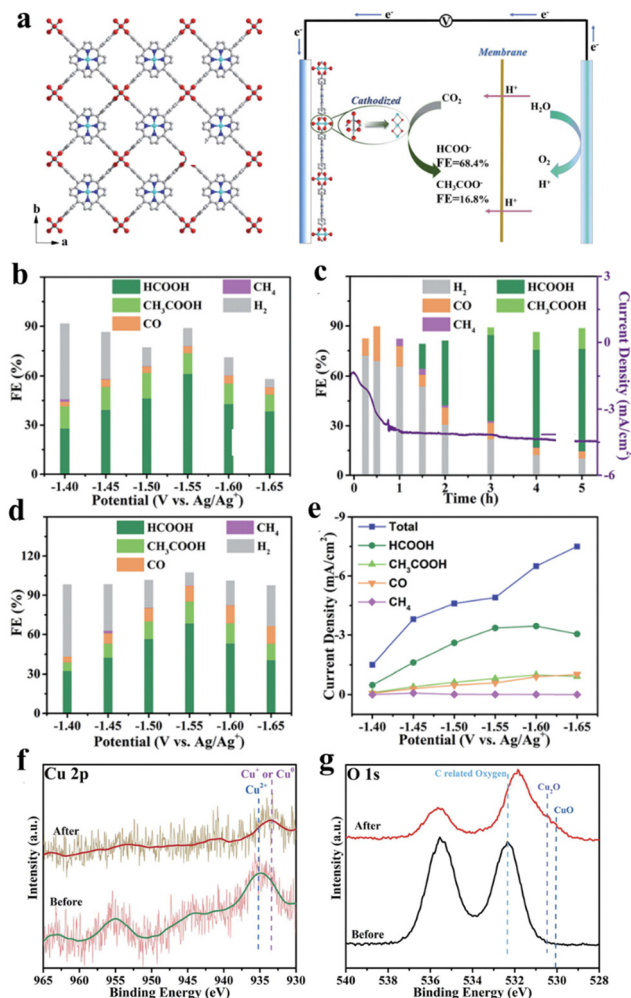 a
e⁻
V
e⁻
e⁻
e⁻
Membrane
Cathodized
CO₂
H⁺
H₂O
HCOO⁻
FE=68.4%
CH₃COO⁻
FE=16.8%
O₂
H⁺
H⁺
b
a
b
HCOOH
CH₄
CH₃COOH
H₂
CO
FE (%)
90
60
30
0
-1.40 -1.45 -1.50 -1.55 -1.60 -1.65
Potential (V vs. Ag/Ag⁺)
c
H₂
HCOOH
CO
CH₃COOH
CH₄
FE (%)
90
60
30
0
3
0
-3
-6
Current Density (mA/cm²)
0 1 2 3 4 5
Time (h)
d
HCOOH
CH₄
CH₃COOH
H₂
CO
FE (%)
120
90
60
30
0
-1.40 -1.45 -1.50 -1.55 -1.60 -1.65
Potential (V vs. Ag/Ag⁺)
e
Total
HCOOH
CH₃COOH
CO
CH₄
Current Density (mA/cm²)
-9
-6
-3
0
-1.40 -1.45 -1.50 -1.55 -1.60 -1.65
Potential (V vs. Ag/Ag⁺)
f
Cu 2p
Cu⁺ or Cu⁰
Cu²⁺
After
Before
Intensity (a.u.)
965 960 955 950 945 940 935 930
Binding Energy (eV)
g
O 1s
C related Oxygen
Cu₂O
CuO
After
Before
Intensity (a.u.)
540 538 536 534 532 530 528
Binding Energy (eV)